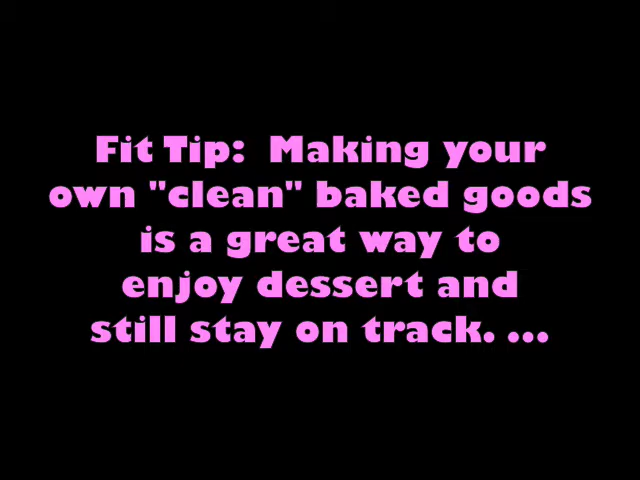 Fit Tip:  Making your
own "clean" baked goods
is a great way to
enjoy dessert and
still stay on track. ...